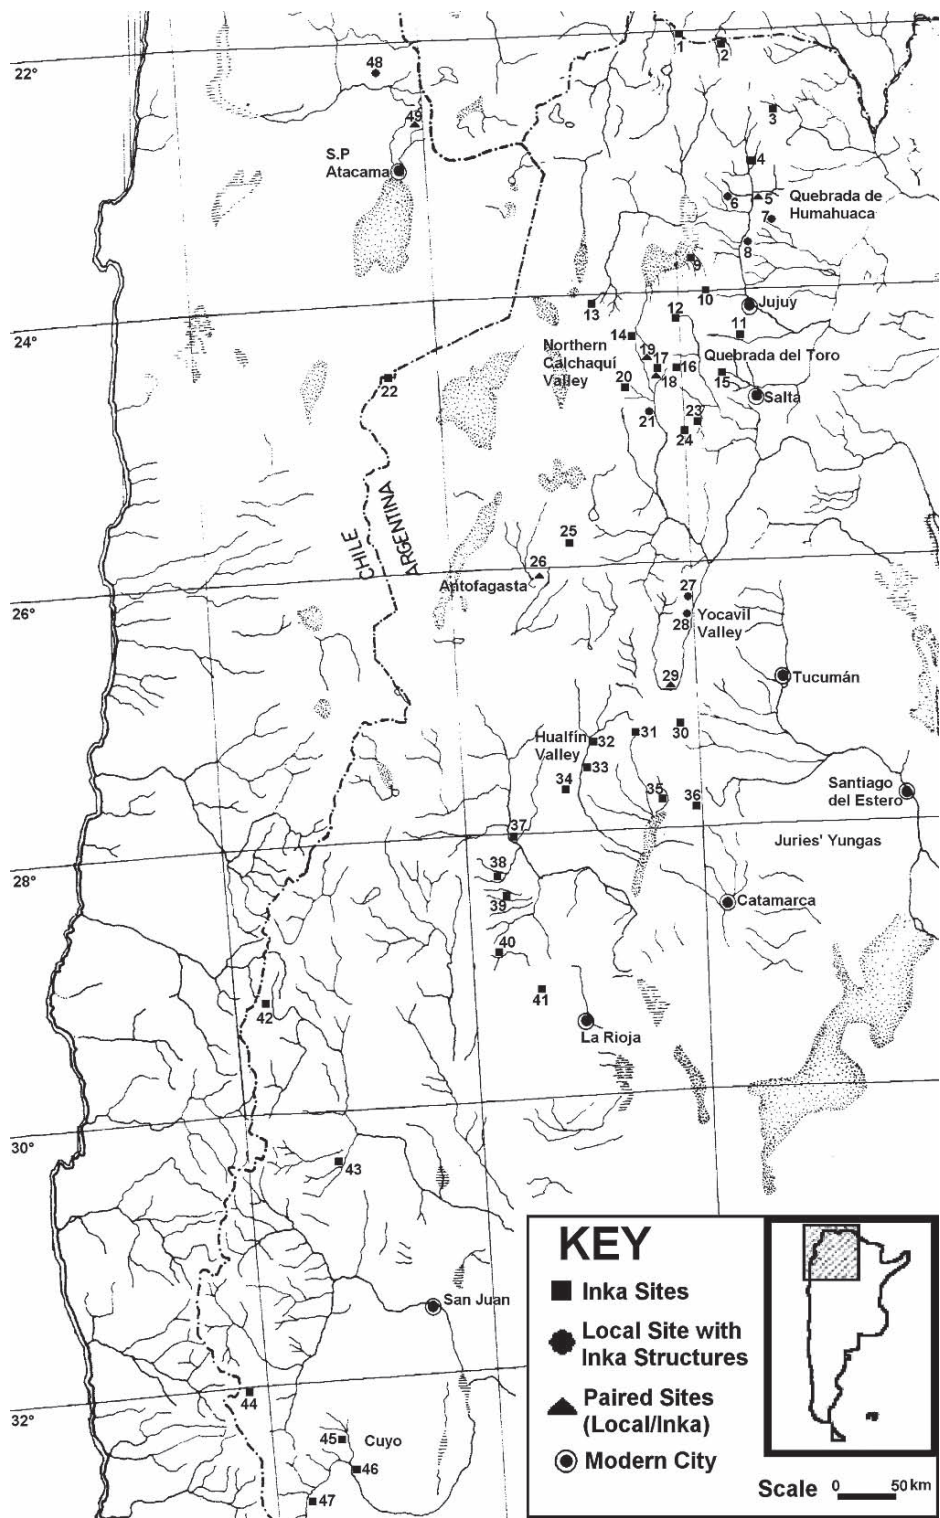 1
2
22°
48
3
49
S.P
Atacama
4
6
5
Quebrada de
Humahuaca
7
8
9
10
Jujuy
13
12
11
24°
14
Northern
Calchaquí
Valley
19
17
16
Quebrada del Toro
15
18
20
22
Salta
21
23
24
CHILE
ARGENTINA
25
26
Antofagasta
27
26°
28
Yocavil
Valley
29
Tucumán
30
31
Hualfín
Valley
32
33
34
35
36
Santiago
del Estero
37
Juries' Yungas
28°
38
39
Catamarca
40
41
42
La Rioja
30°
43
San Juan
44
32°
45
Cuyo
46
47
KEY
Inka Sites
Local Site with
Inka Structures
Paired Sites
(Local/Inka)
Modern City
Scale 0 50 km